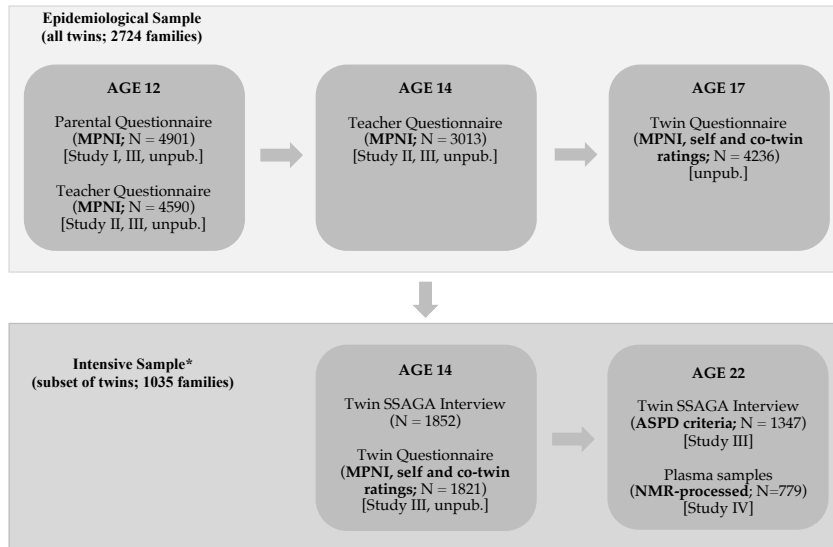 Epidemiological Sample
(all twins; 2724 families)
AGE 12
Parental Questionnaire
(MPNI; N = 4901)
[Study I, III, unpub.]
Teacher Questionnaire
(MPNI; N = 4590)
[Study II, III, unpub.]
AGE 14
Teacher Questionnaire
(MPNI; N = 3013)
[Study II, III, unpub.]
AGE 17
Twin Questionnaire
(MPNI, self and co-twin
ratings; N = 4236)
[unpub.]
Intensive Sample*
(subset of twins; 1035 families)
AGE 14
Twin SSAGA Interview
(N = 1852)
Twin Questionnaire
(MPNI, self and co-twin
ratings; N = 1821)
[Study III, unpub.]
AGE 22
Twin SSAGA Interview
(ASPD criteria; N = 1347)
[Study III]
Plasma samples
(NMR-processed; N=779)
[Study IV]